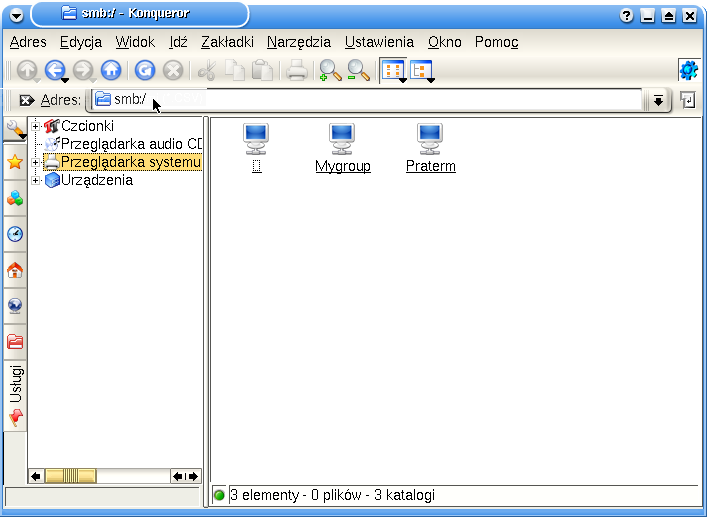 smb:/ - Konqueror
Adres Edycja Widok Idź Zakładki Narzędzia Ustawienia Okno Pomoc
Adres: smb:/
Czcionki
Przeglądarka audio CD
Przeglądarka systemu
Urządzenia
Usługi
Mygroup Praterm
3 elementy - 0 plików - 3 katalogi